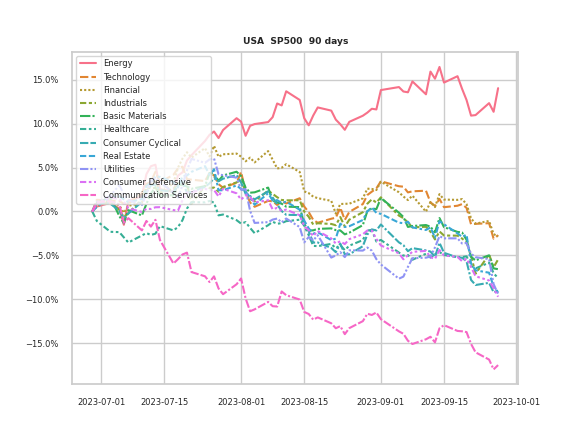 USA SP500 90 days
Energy
Technology
Financial
Industrials
Basic Materials
Healthcare
Consumer Cyclical
Real Estate
Utilities
Consumer Defensive
Communication Services
15.0%
10.0%
5.0%
0.0%
−5.0%
−10.0%
−15.0%
2023-07-01 2023-07-15 2023-08-01 2023-08-15 2023-09-01 2023-09-15 2023-10-01